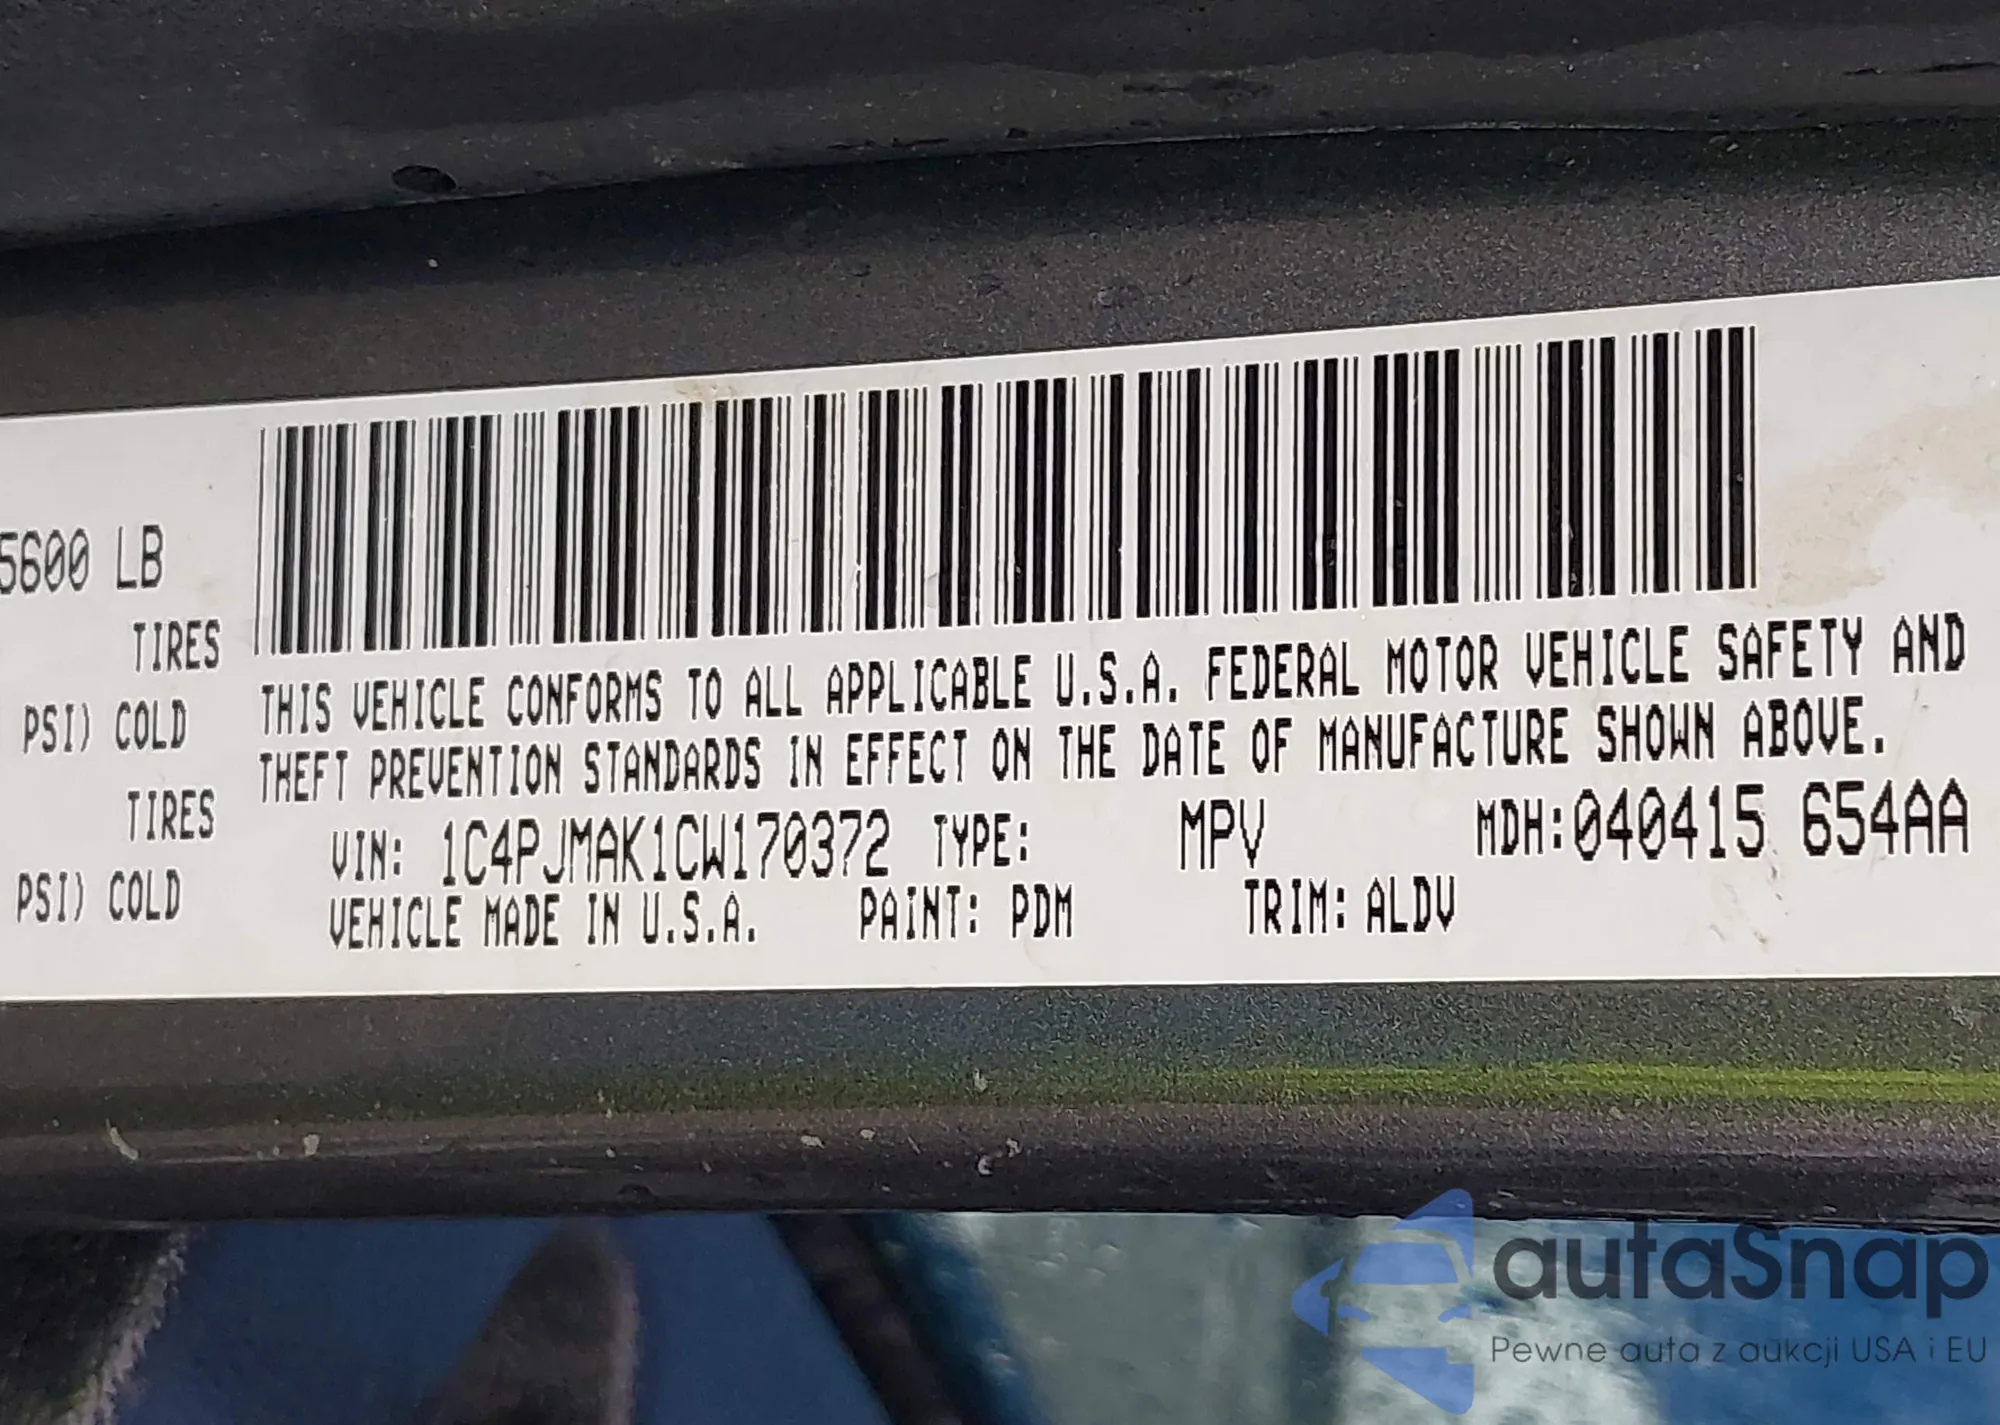 5600 LB
TIRES
PSI) COLD
TIRES
PSI) COLD
THIS VEHICLE CONFORMS TO ALL APPLICABLE U.S.A. FEDERAL MOTOR VEHICLE SAFETY AND
THEFT PREVENTION STANDARDS IN EFFECT ON THE DATE OF MANUFACTURE SHOWN ABOVE.
VIN: 1C4PJMAK1CW170372 TYPE: MPV MDH:040415 654AA
VEHICLE MADE IN U.S.A. PAINT: PDM TRIM: ALDV
autaSnap
Pewne auta z aukcji USA i EU